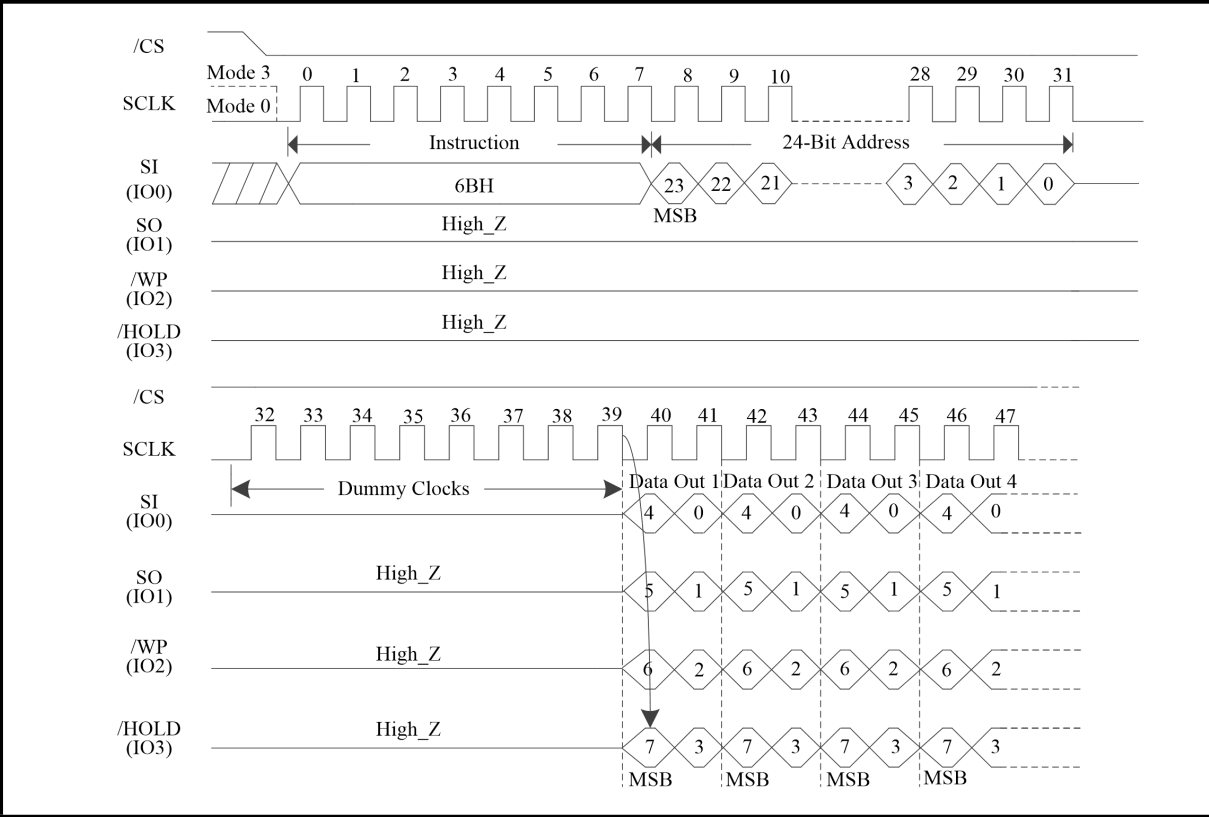 /CS
Mode 3 0 1 2 3 4 5 6 7 8 9 10 28 29 30 31
SCLK Mode 0
Instruction 24-Bit Address
SI
(IO0) 6BH 23 22 21 3 2 1 0
MSB
SO High_Z
(IO1)
/WP High_Z
(IO2)
/HOLD High_Z
(IO3)
/CS
32 33 34 35 36 37 38 39 40 41 42 43 44 45 46 47
SCLK
Dummy Clocks Data Out 1 Data Out 2 Data Out 3 Data Out 4
SI
(IO0) 4 0 4 0 4 0 4 0
SO High_Z
(IO1) 5 1 5 1 5 1 5 1
/WP High_Z
(IO2) 6 2 6 2 6 2 6 2
/HOLD High_Z
(IO3) 7 3 7 3 7 3 7 3
MSB MSB MSB MSB